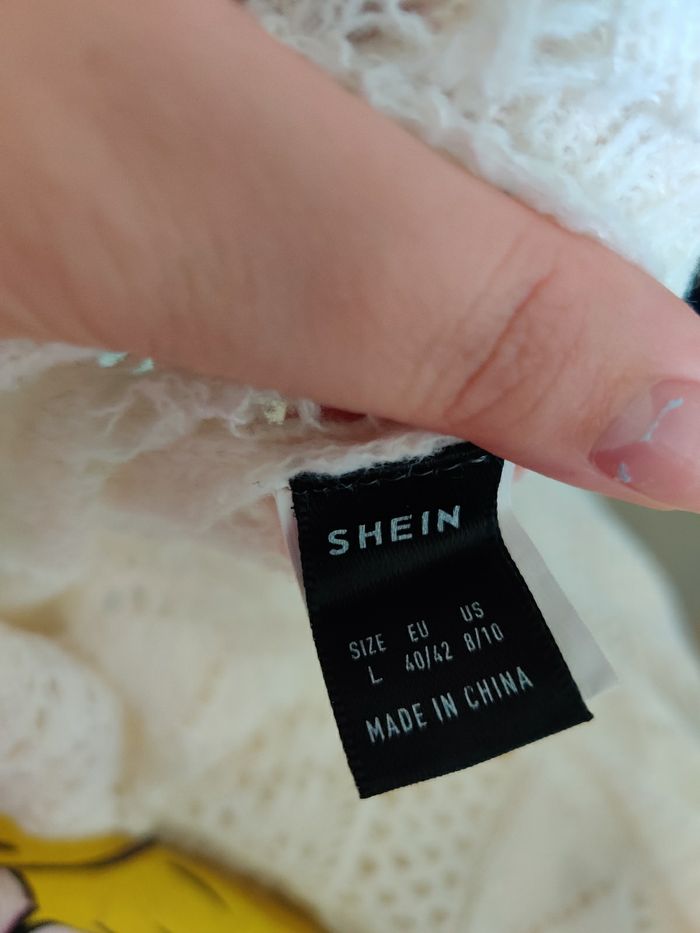 SHEIN
SIZE EU US
L 40/42 8/10
MADE IN CHINA